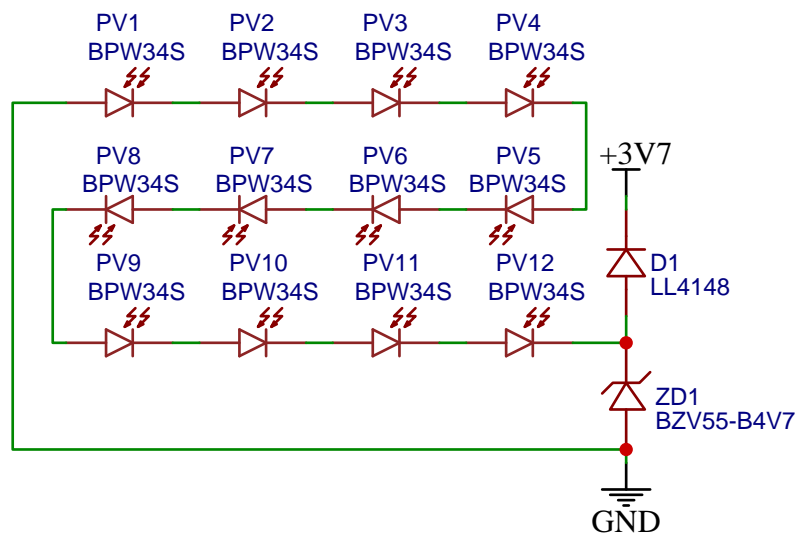 PV1 PV2 PV3 PV4
BPW34S BPW34S BPW34S BPW34S
PV8 PV7 PV6 PV5
BPW34S BPW34S BPW34S BPW34S
+3V7
PV9 PV10 PV11 PV12
BPW34S BPW34S BPW34S BPW34S
D1
LL4148
ZD1
BZV55-B4V7
GND